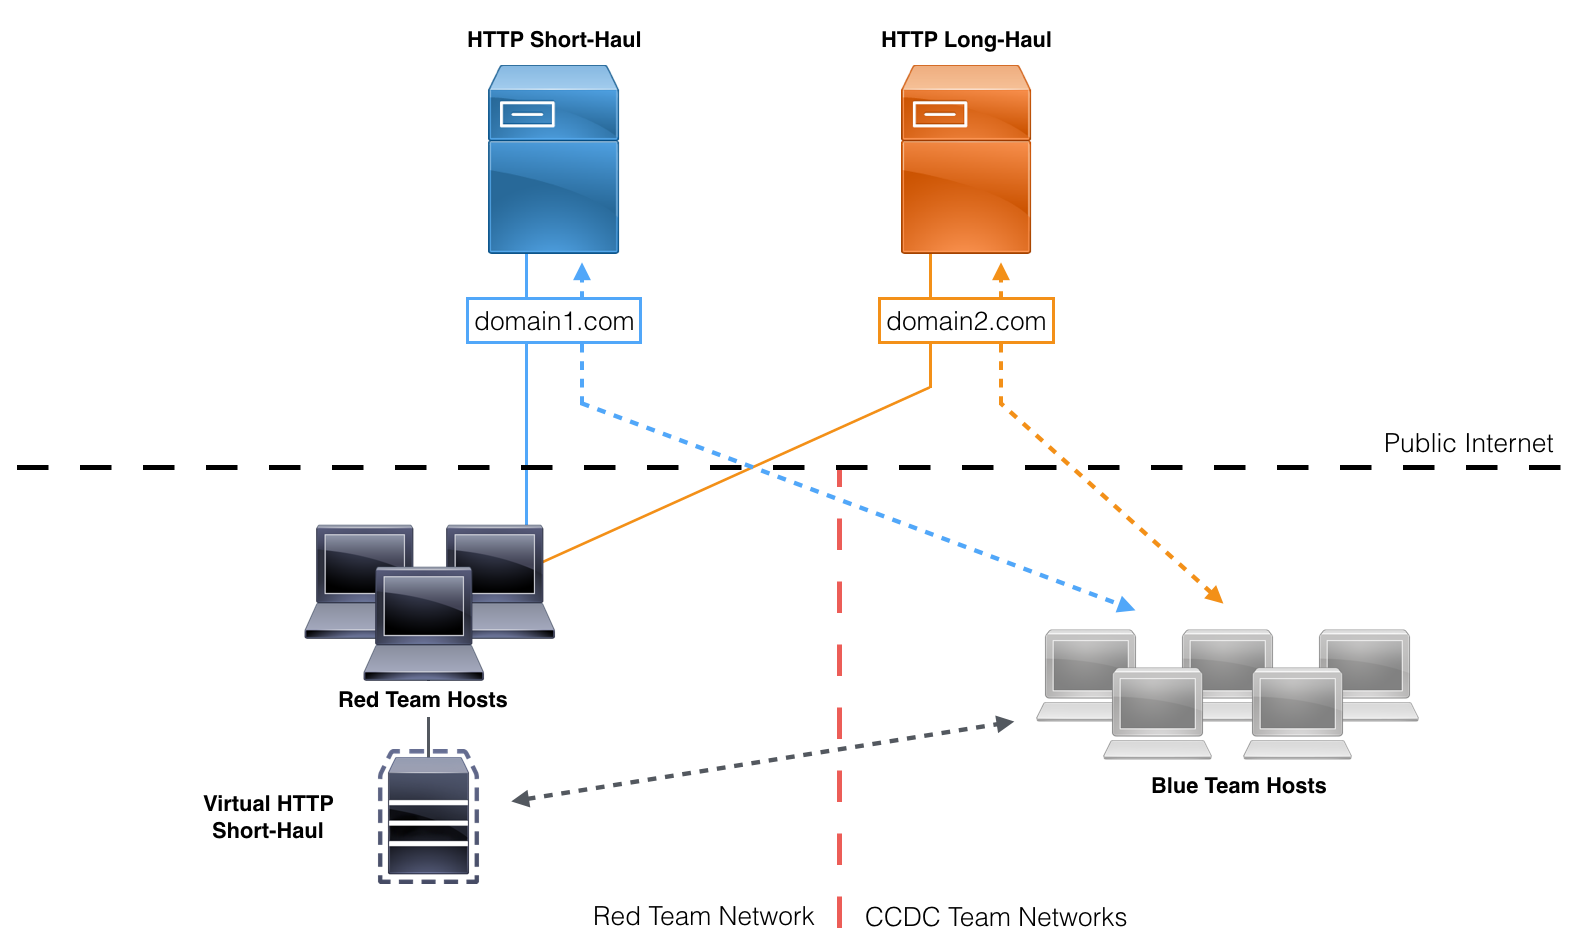 HTTP Short-Haul
HTTP Long-Haul
domain1.com
domain2.com
Public Internet
Red Team Hosts
Blue Team Hosts
Virtual HTTP
Short-Haul
Red Team Network
CCDC Team Networks